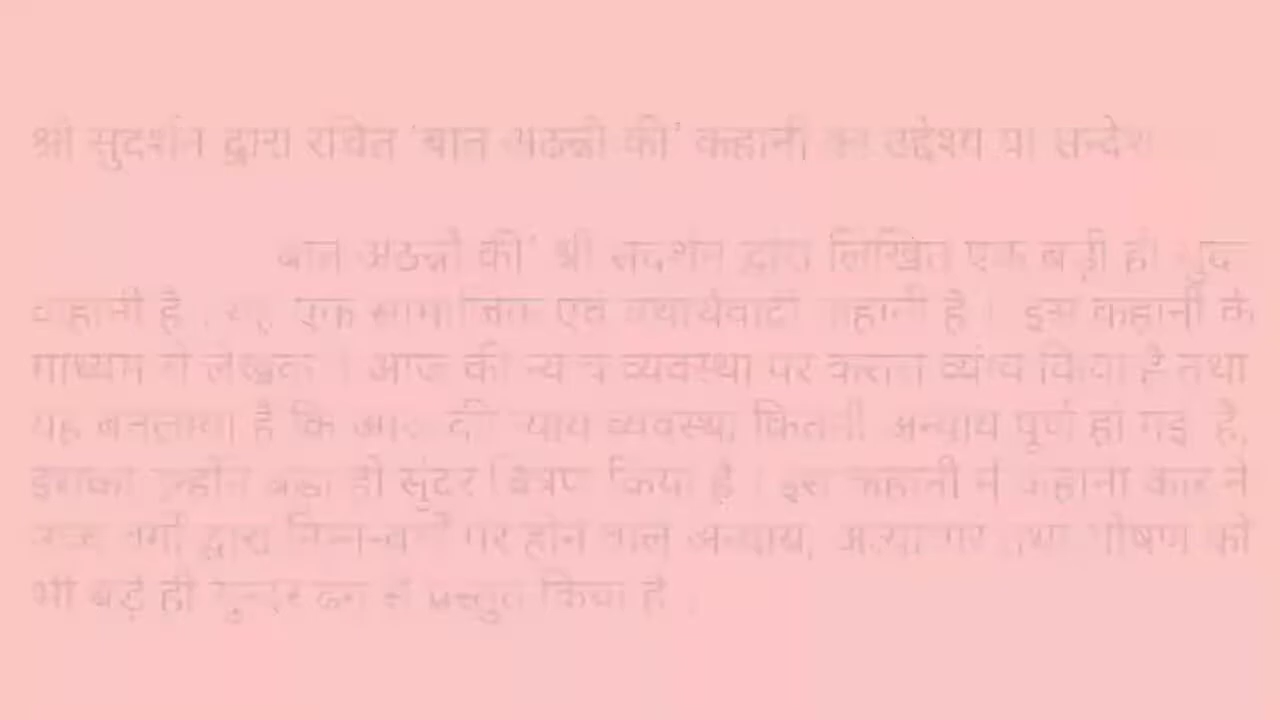 श्री सुदर्शन द्वारा रचित 'बात अठन्नी की' कहानी का उद्देश्य या सन्देश
'बात अठन्नी की' श्री सुदर्शन द्वारा लिखित एक बड़ी ही
कहानी है । यह एक सामाजिक एवं यथार्थवादी कहानी है । इस कहानी के
माध्यम से लेखक ने आज की न्याय व्यवस्था पर करारा व्यंग्य किया है तथा
यह बतलाया है कि आज की न्याय व्यवस्था कितनी अन्याय पूर्ण हो गई है,
इसका उन्होंने बड़ा ही सुंदर चित्रण किया है । इस कहानी में कहानी कार ने
उच्च वर्गों द्वारा निम्न-वर्गों पर होने वाले अन्याय, अत्याचार तथा शोषण को
भी बड़े ही सुन्दर ढंग से प्रस्तुत किया है ।